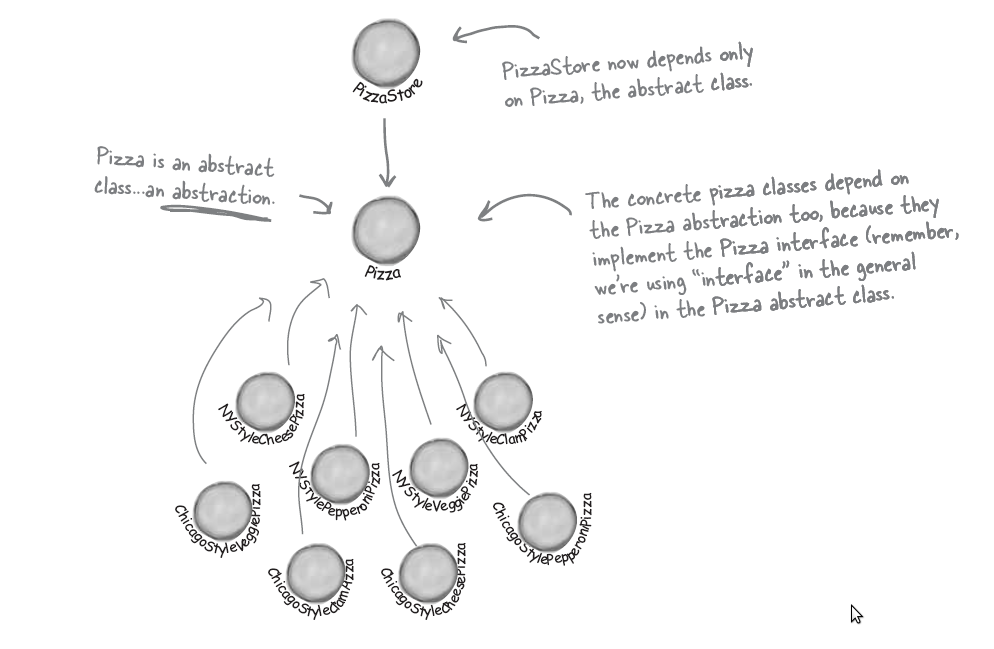 PizzaStore
PizzaStore now depends only
on Pizza, the abstract class.
Pizza is an abstract
class...an abstraction.
Pizza
The concrete pizza classes depend on
the Pizza abstraction too, because they
implement the Pizza interface (remember,
we're using "interface" in the general
sense) in the Pizza abstract class.
NYStyleCheesePizza
NYStyleClamPizza
NYStylePepperoniPizza
NYStyleVeggiePizza
ChicagoStyleVeggiePizza
ChicagoStylePepperoniPizza
ChicagoStyleClamPizza
ChicagoStyleCheesePizza